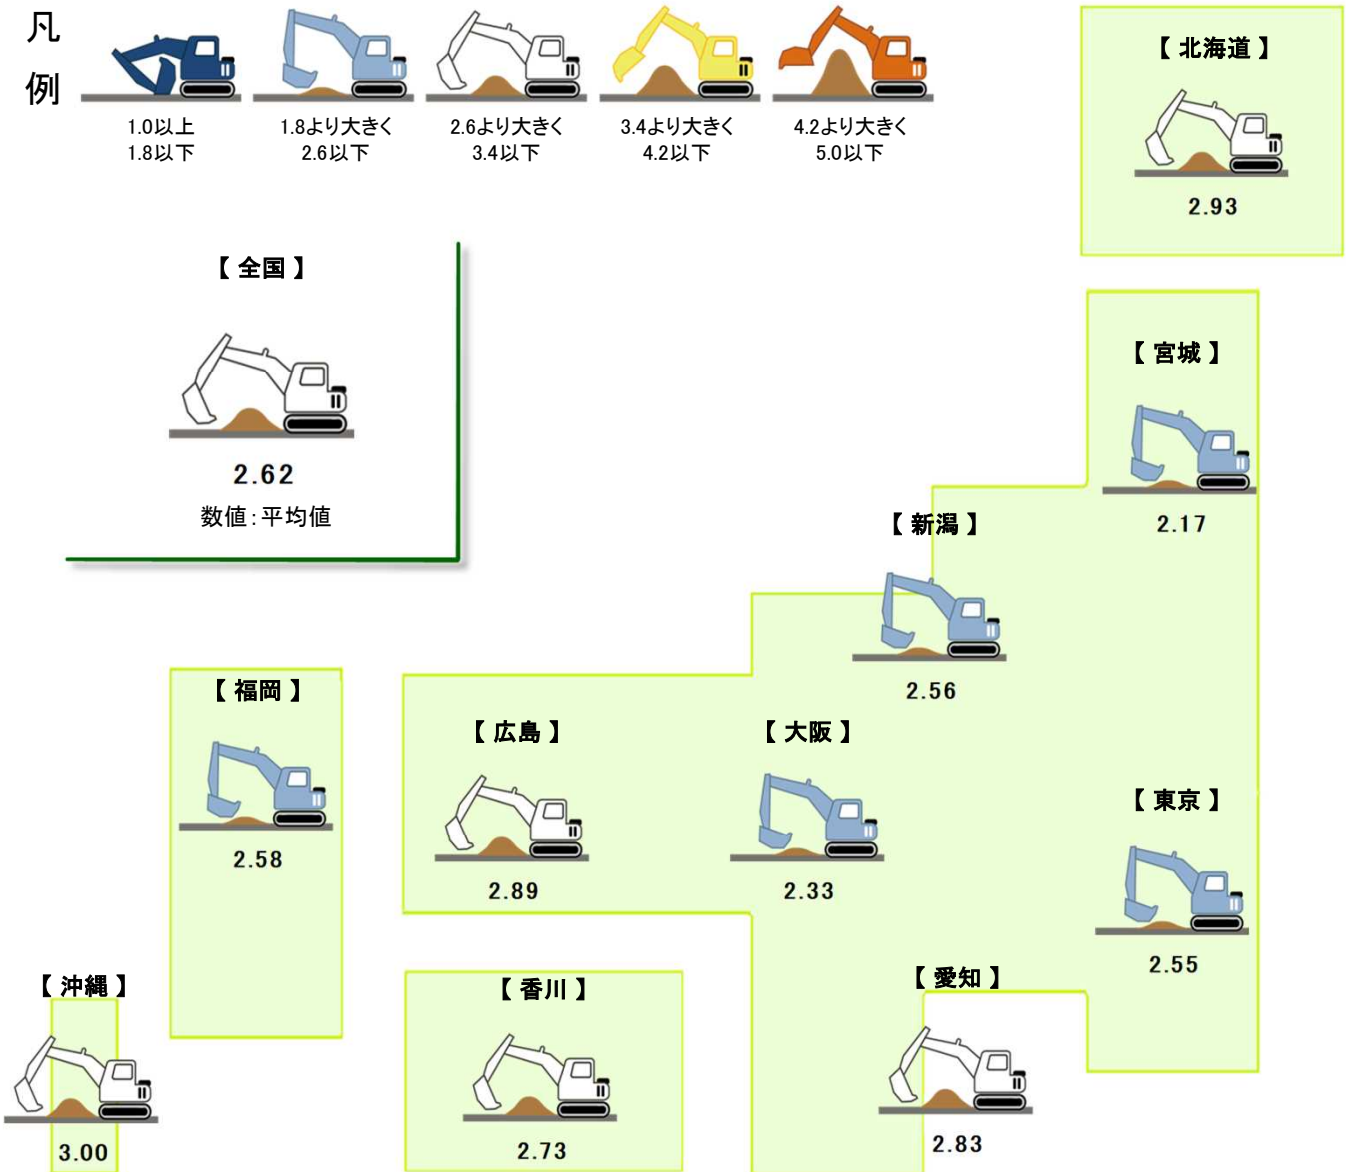 凡
例
1.0以上
1.8以下
1.8より大きく
2.6以下
2.6より大きく
3.4以下
3.4より大きく
4.2以下
4.2より大きく
5.0以下
【 北海道 】
2.93
【 全国 】
2.62
数値：平均値
【 宮城 】
2.17
【 新潟 】
2.56
【 福岡 】
2.58
【 広島 】
2.89
【 大阪 】
2.33
【 東京 】
2.55
【 沖縄 】
3.00
【 香川 】
2.73
【 愛知 】
2.83